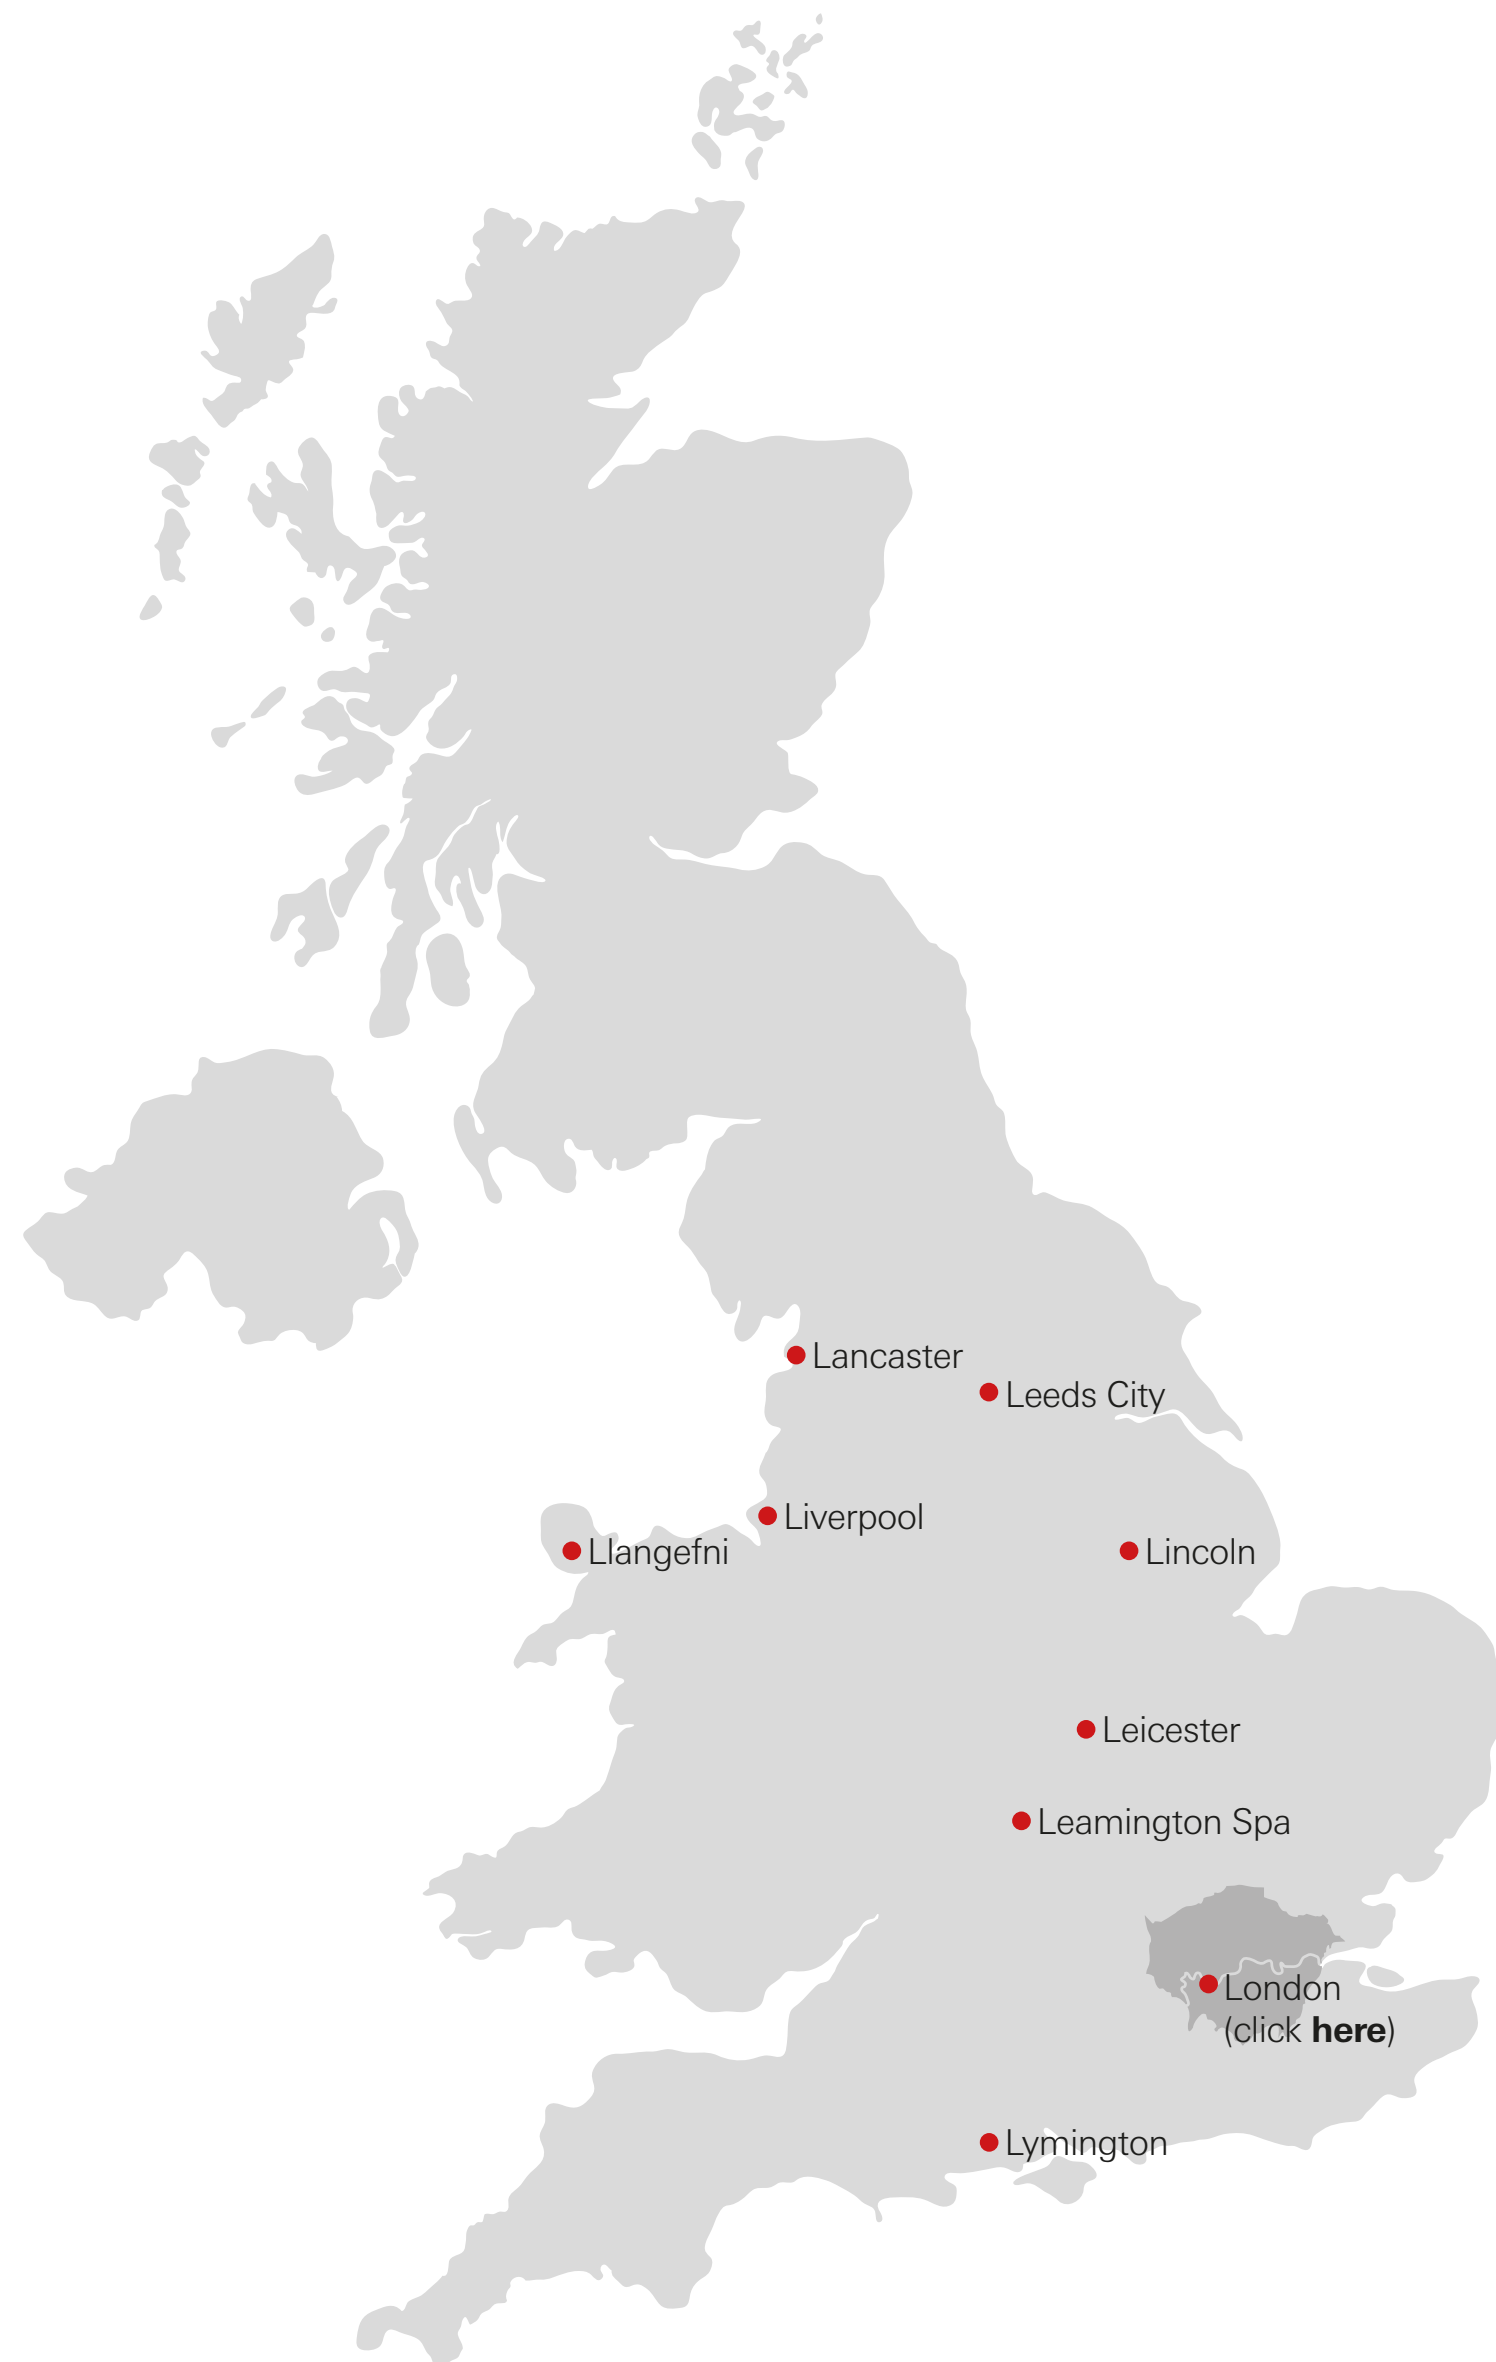 Lancaster
Leeds City
Liverpool
Llangefni
Lincoln
Leicester
Leamington Spa
London
(click here)
Lymington